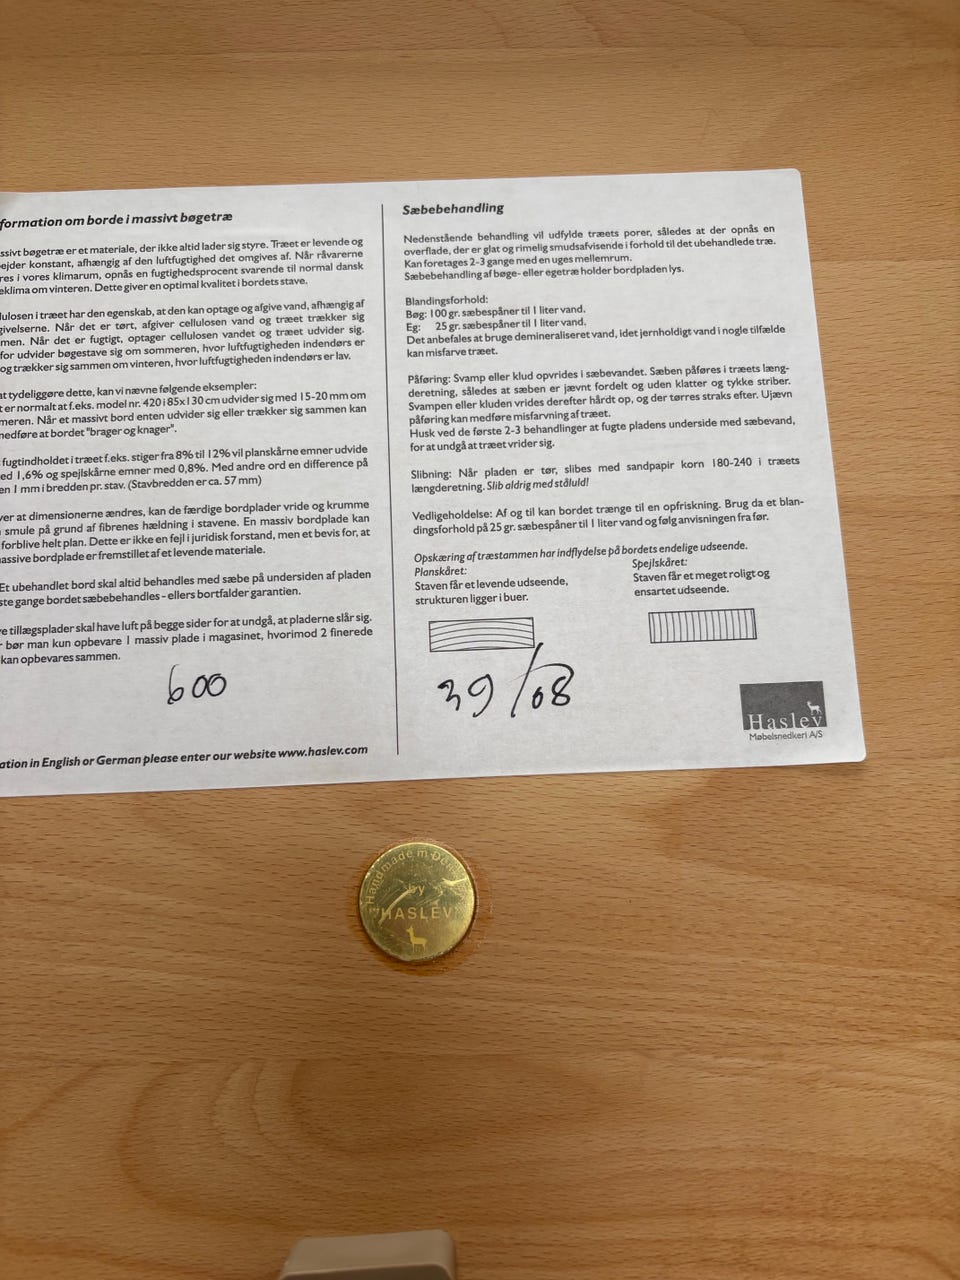 formation om borde i massivt bøgetræ
ssivt bøgetræ er et materiale, der ikke altid lader sig styre. Træet er levende og
ejder konstant, afhængig af den luftfugtighed det omgives af. Når råvarerne
res i vores klimarum, opnås en fugtighedsprocent svarende til normal dansk
eklima om vinteren. Dette giver en optimal kvalitet i bordets stave.
lulosen i træet har den egenskab, at den kan optage og afgive vand, afhængig af
givelserne. Når det er tørt, afgiver cellulosen vand og træet trækker sig
men. Når det er fugtigt, optager cellulosen vandet og træet udvider sig.
for udvider bøgestave sig om sommeren, hvor luftfugtigheden indendørs er
og trækker sig sammen om vinteren, hvor luftfugtigheden indendørs er lav.
at tydeliggøre dette, kan vi nævne følgende eksempler:
t er normalt at f.eks. model nr. 420 i 85x130 cm udvider sig med 15-20 mm om
meren. Når et massivt bord enten udvider sig eller trækker sig sammen kan
nedføre at bordet "brager og knager".
fugtindholdet i træet f.eks. stiger fra 8% til 12% vil planskårne emner udvide
ed 1,6% og spejlskårne emner med 0,8%. Med andre ord en difference på
en 1 mm i bredden pr. stav. (Stavbredden er ca. 57 mm)
ver at dimensionerne ændres, kan de færdige bordplader vride og krumme
smule på grund af fibrenes hældning i stavene. En massiv bordplade kan
forblive helt plan. Dette er ikke en fejl i juridisk forstand, men et bevis for, at
assive bordplade er fremstillet af et levende materiale.
Et ubehandlet bord skal altid behandles med sæbe på undersiden af pladen
ste gange bordet sæbebehandles - ellers bortfalder garantien.
e tillægsplader skal have luft på begge sider for at undgå, at pladerne slår sig.
r bør man kun opbevare 1 massiv plade i magasinet, hvorimod 2 finerede
kan opbevares sammen.
600
ation in English or German please enter our website www.haslev.com
Sæbebehandling
Nedenstående behandling vil udfylde træets porer, således at der opnås en
overflade, der er glat og rimelig smudsafvisende i forhold til det ubehandlede træ.
Kan foretages 2-3 gange med en uges mellemrum.
Sæbebehandling af bøge- eller egetræ holder bordpladen lys.
Blandingsforhold:
Bøg: 100 gr. sæbespåner til 1 liter vand.
Eg: 25 gr. sæbespåner til 1 liter vand.
Det anbefales at bruge demineraliseret vand, idet jernholdigt vand i nogle tilfælde
kan misfarve træet.
Påføring: Svamp eller klud opvrides i sæbevandet. Sæben påføres i træets læng-
deretning, således at sæben er jævnt fordelt og uden klatter og tykke striber.
Svampen eller kluden vrides derefter hårdt op, og der tørres straks efter. Ujævn
påføring kan medføre misfarvning af træet.
Husk ved de første 2-3 behandlinger at fugte pladens underside med sæbevand,
for at undgå at træet vrider sig.
Slibning: Når pladen er tør, slibes med sandpapir korn 180-240 i træets
længderetning. Slib aldrig med ståluld!
Vedligeholdelse: Af og til kan bordet trænge til en opfriskning. Brug da et blan-
dingsforhold på 25 gr. sæbespåner til 1 liter vand og følg anvisningen fra før.
Opskæring af træstammen har indflydelse på bordets endelige udseende.
Planskåret:
Staven får et levende udseende,
strukturen ligger i buer.
Spejlskåret:
Staven får et meget roligt og
ensartet udseende.
39/08
Haslev
Møbelsnedkeri A/S
Handmade in Den
by
"HASLEV"